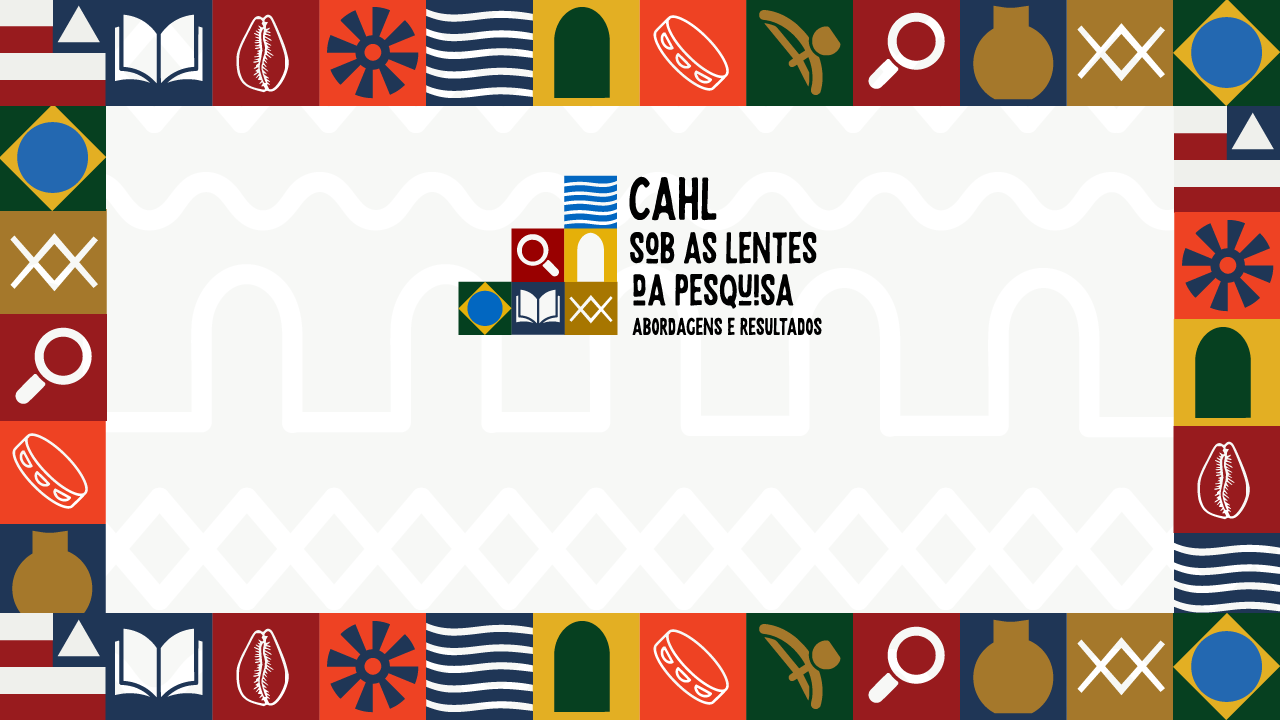 CAHL
SOB AS LENTES
DA PESQUISA
ABORDAGENS E RESULTADOS